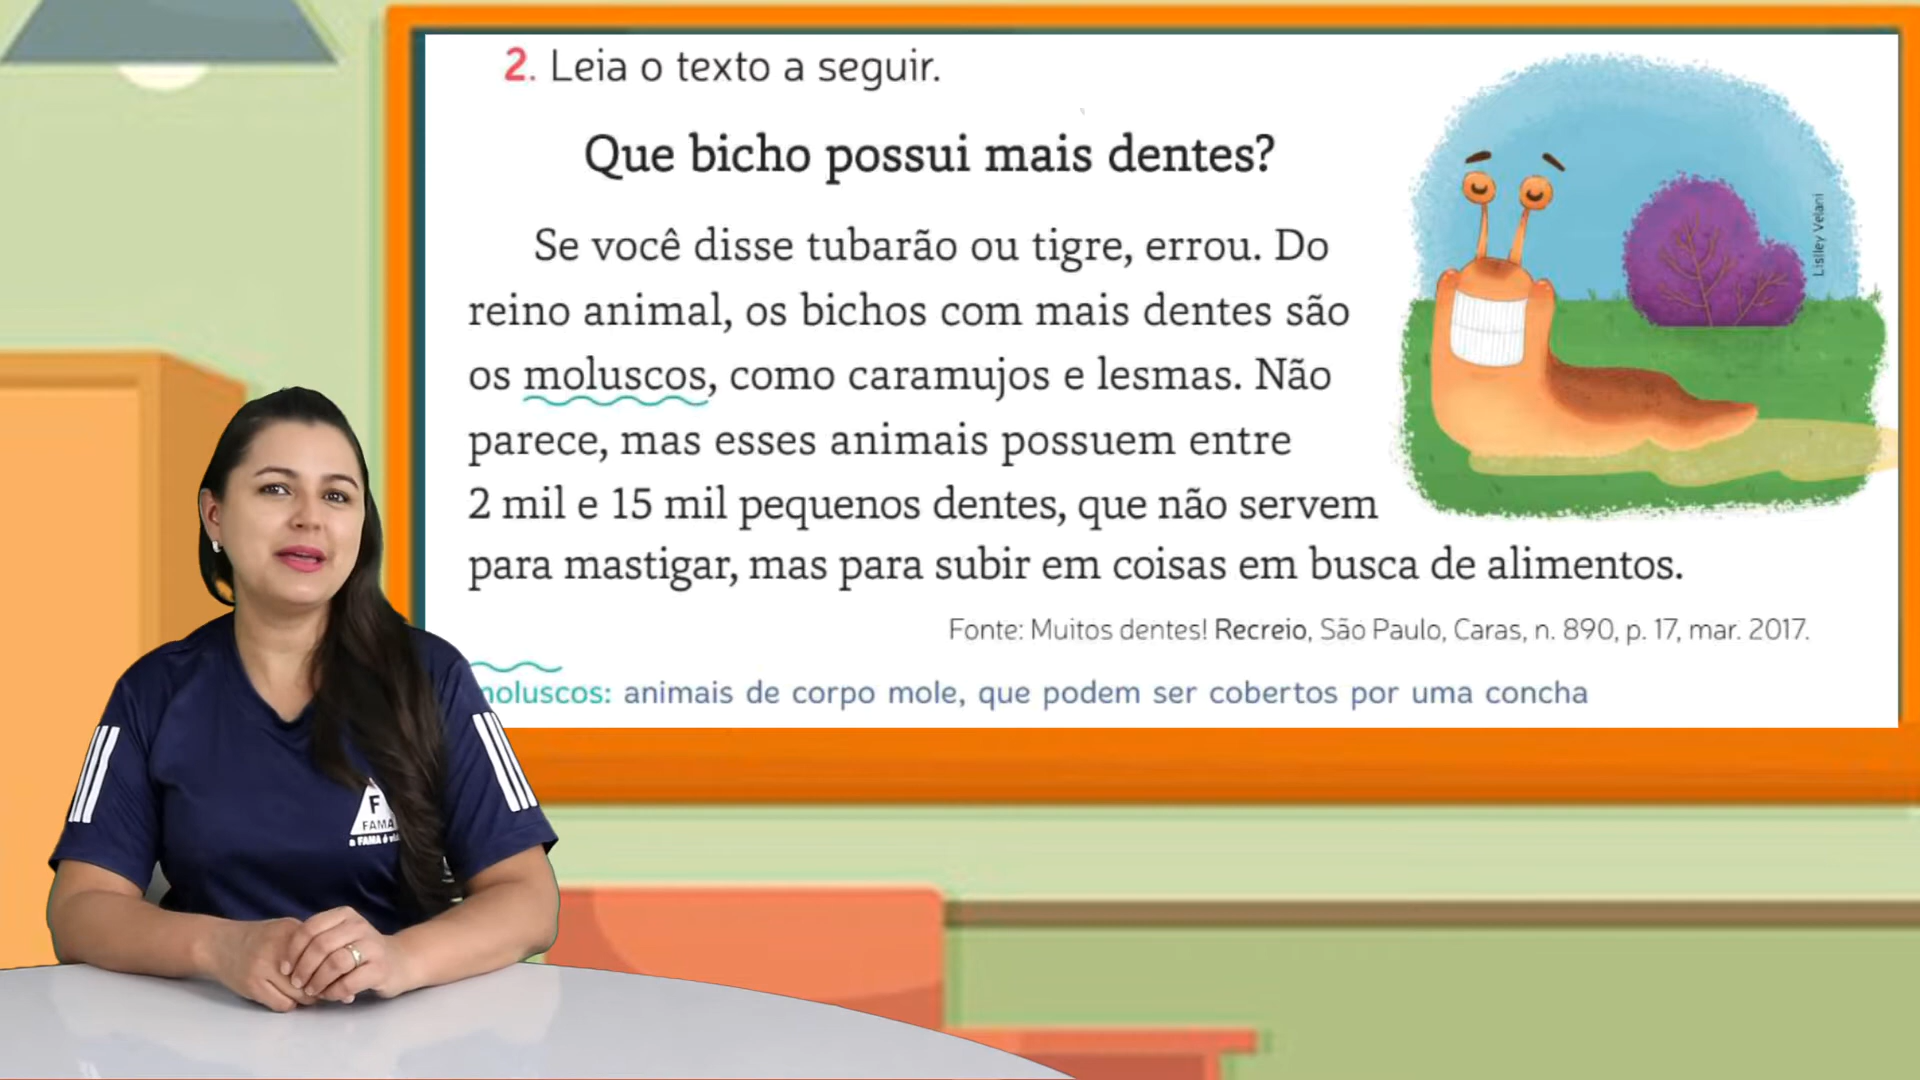 2. Leia o texto a seguir.
Que bicho possui mais dentes?
Se você disse tubarão ou tigre, errou. Do
reino animal, os bichos com mais dentes são
os moluscos, como caramujos e lesmas. Não
parece, mas esses animais possuem entre
2 mil e 15 mil pequenos dentes, que não servem
para mastigar, mas para subir em coisas em busca de alimentos.
Fonte: Muitos dentes! Recreio, São Paulo, Caras, n. 890, p. 17, mar. 2017.
moluscos: animais de corpo mole, que podem ser cobertos por uma concha
Lislley Velani
F
FAMA
a FAMA é